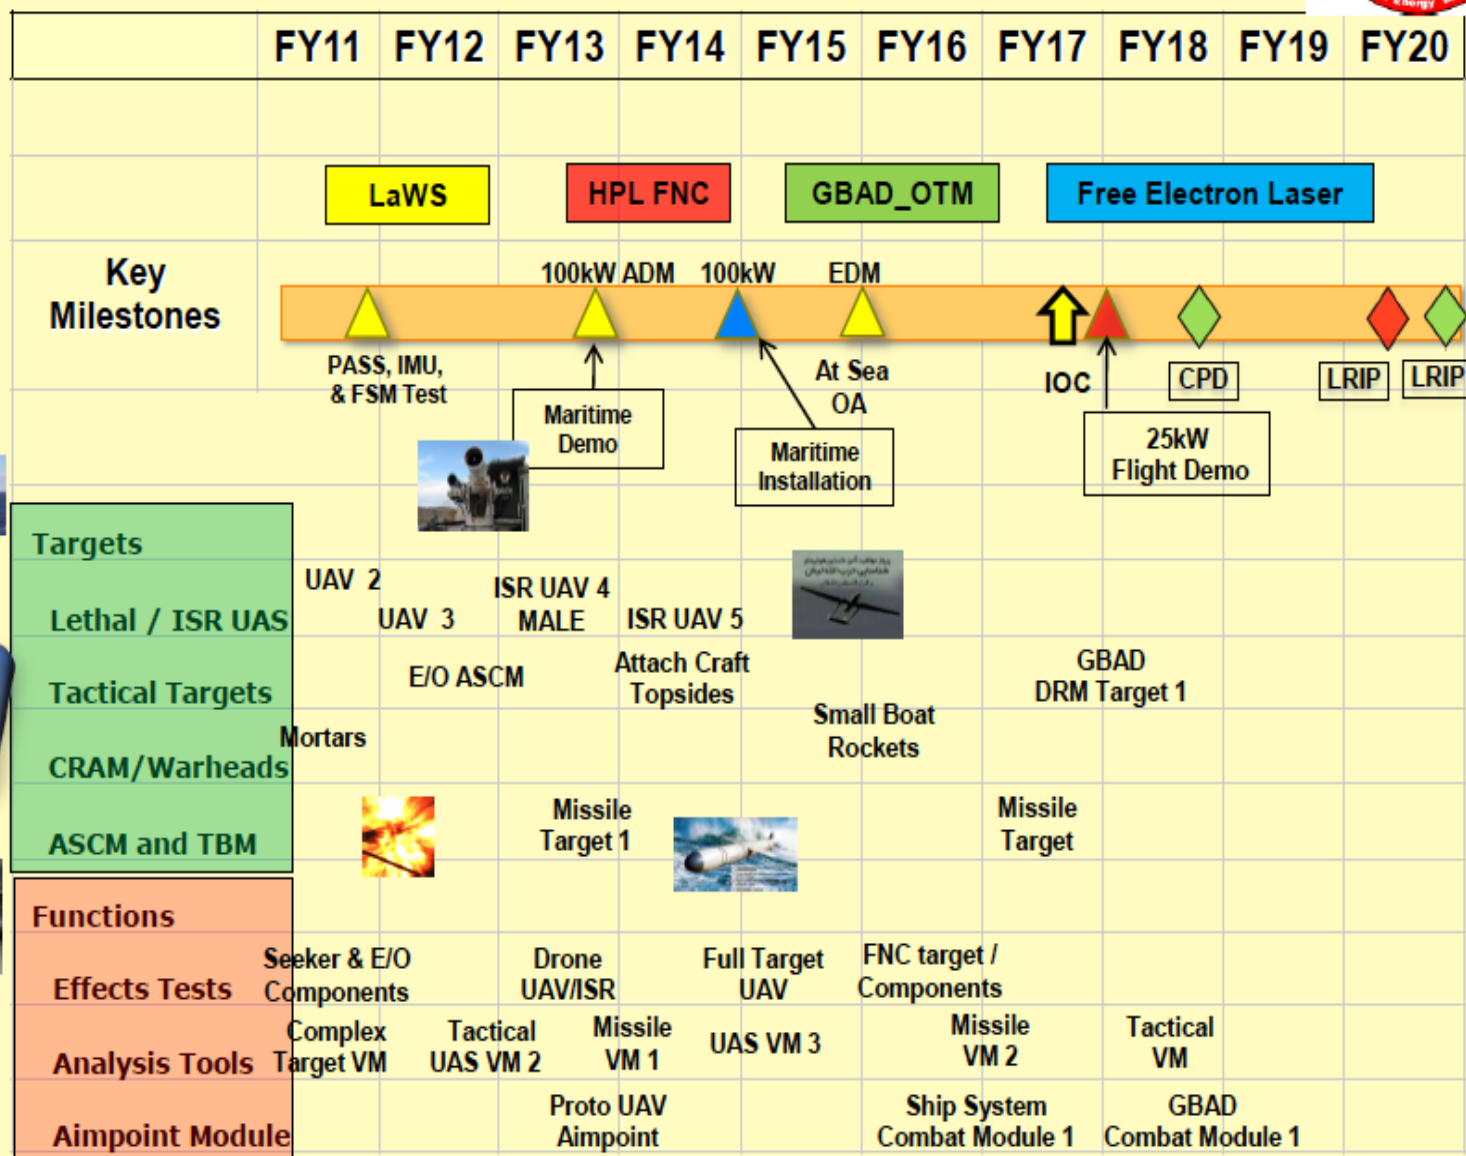 Energy
FY11 FY12 FY13 FY14 FY15 FY16 FY17 FY18 FY19 FY20
LaWS HPL FNC GBAD_OTM Free Electron Laser
Key
Milestones
100kW ADM 100kW EDM
PASS, IMU,
& FSM Test
Maritime
Demo
Maritime
Installation
At Sea
OA
IOC
25kW
Flight Demo
CPD
LRIP
LRIP
Targets
Lethal / ISR UAS
UAV 2
UAV 3
ISR UAV 4
MALE
ISR UAV 5
Tactical Targets
E/O ASCM
Attach Craft
Topsides
GBAD
DRM Target 1
Small Boat
Rockets
Mortars
CRAM/Warheads
ASCM and TBM
Missile
Target 1
Missile
Target
Functions
Effects Tests
Seeker & E/O
Components
Drone
UAV/ISR
Full Target
UAV
FNC target /
Components
Analysis Tools
Complex
Target VM
Tactical
UAS VM 2
Missile
VM 1
UAS VM 3
Missile
VM 2
Tactical
VM
Aimpoint Module
Proto UAV
Aimpoint
Ship System
Combat Module 1
GBAD
Combat Module 1